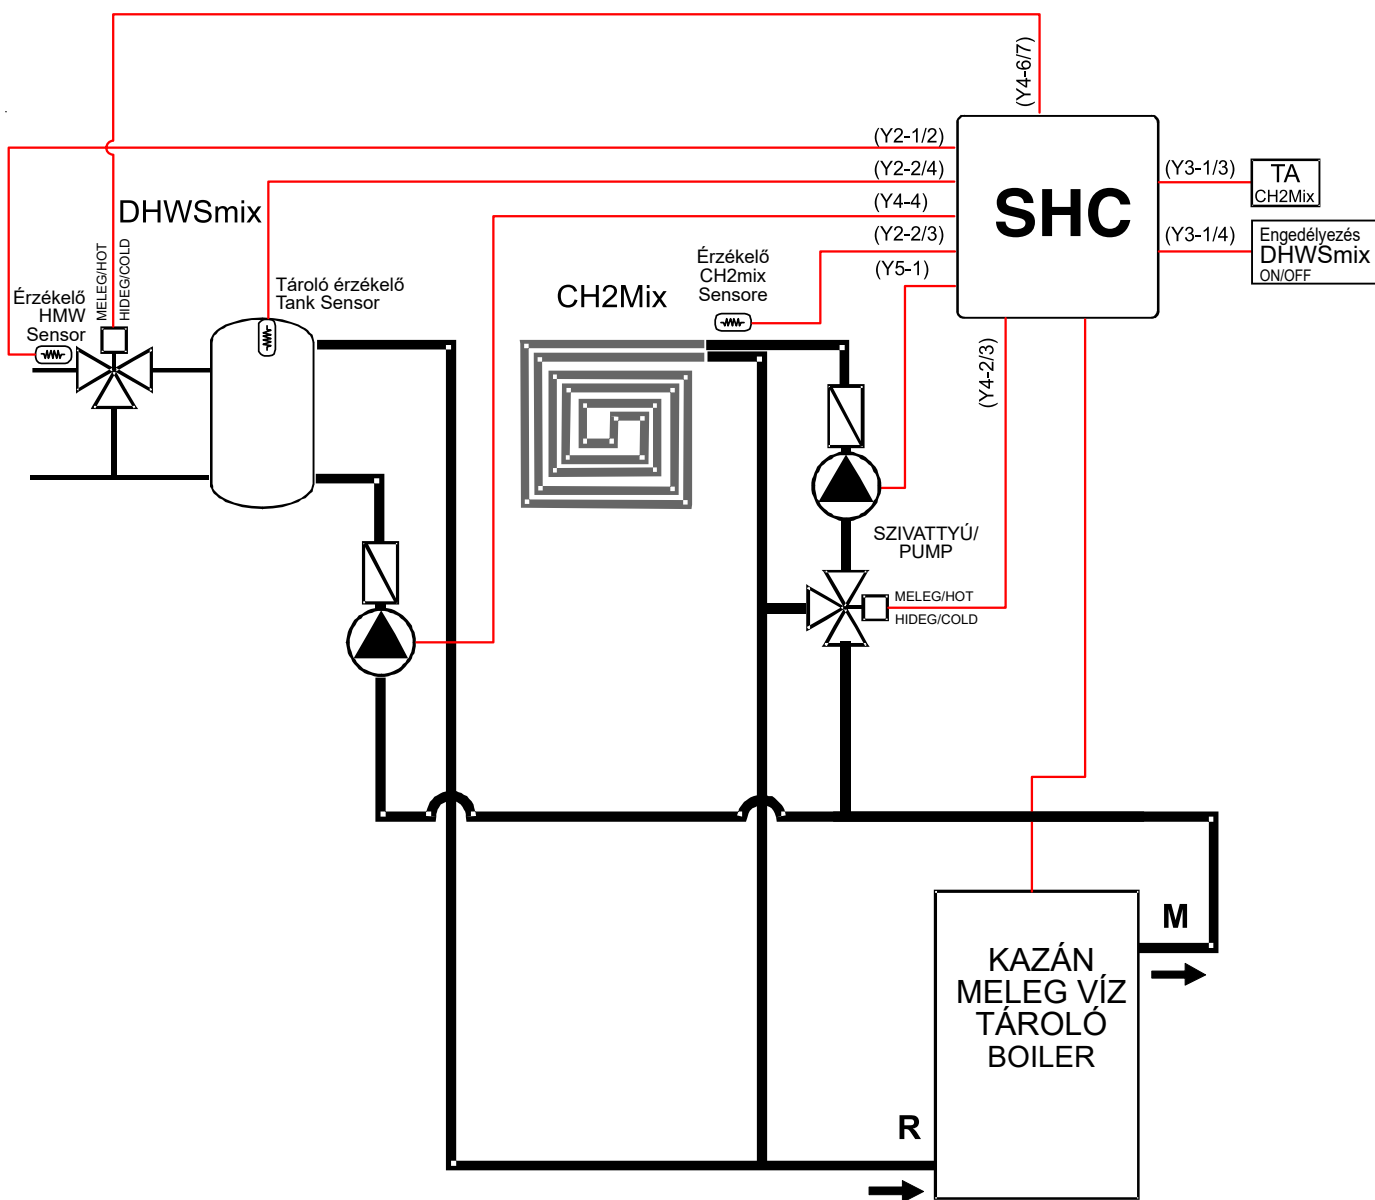 (Y4-6/7)
(Y2-1/2)
(Y2-2/4)
(Y4-4)
(Y2-2/3)
(Y5-1)
SHC
(Y3-1/3)
TA
CH2Mix
(Y3-1/4)
Engedélyezés
DHWSmix
ON/OFF
DHWSmix
MELEG/HOT
HIDEG/COLD
Érzékelő
HMW
Sensor
Tároló érzékelő
Tank Sensor
CH2Mix
Érzékelő
CH2mix
Sensore
(Y4-2/3)
SZIVATTYÚ/
PUMP
MELEG/HOT
HIDEG/COLD
M
KAZÁN
MELEG VÍZ
TÁROLÓ
BOILER
R